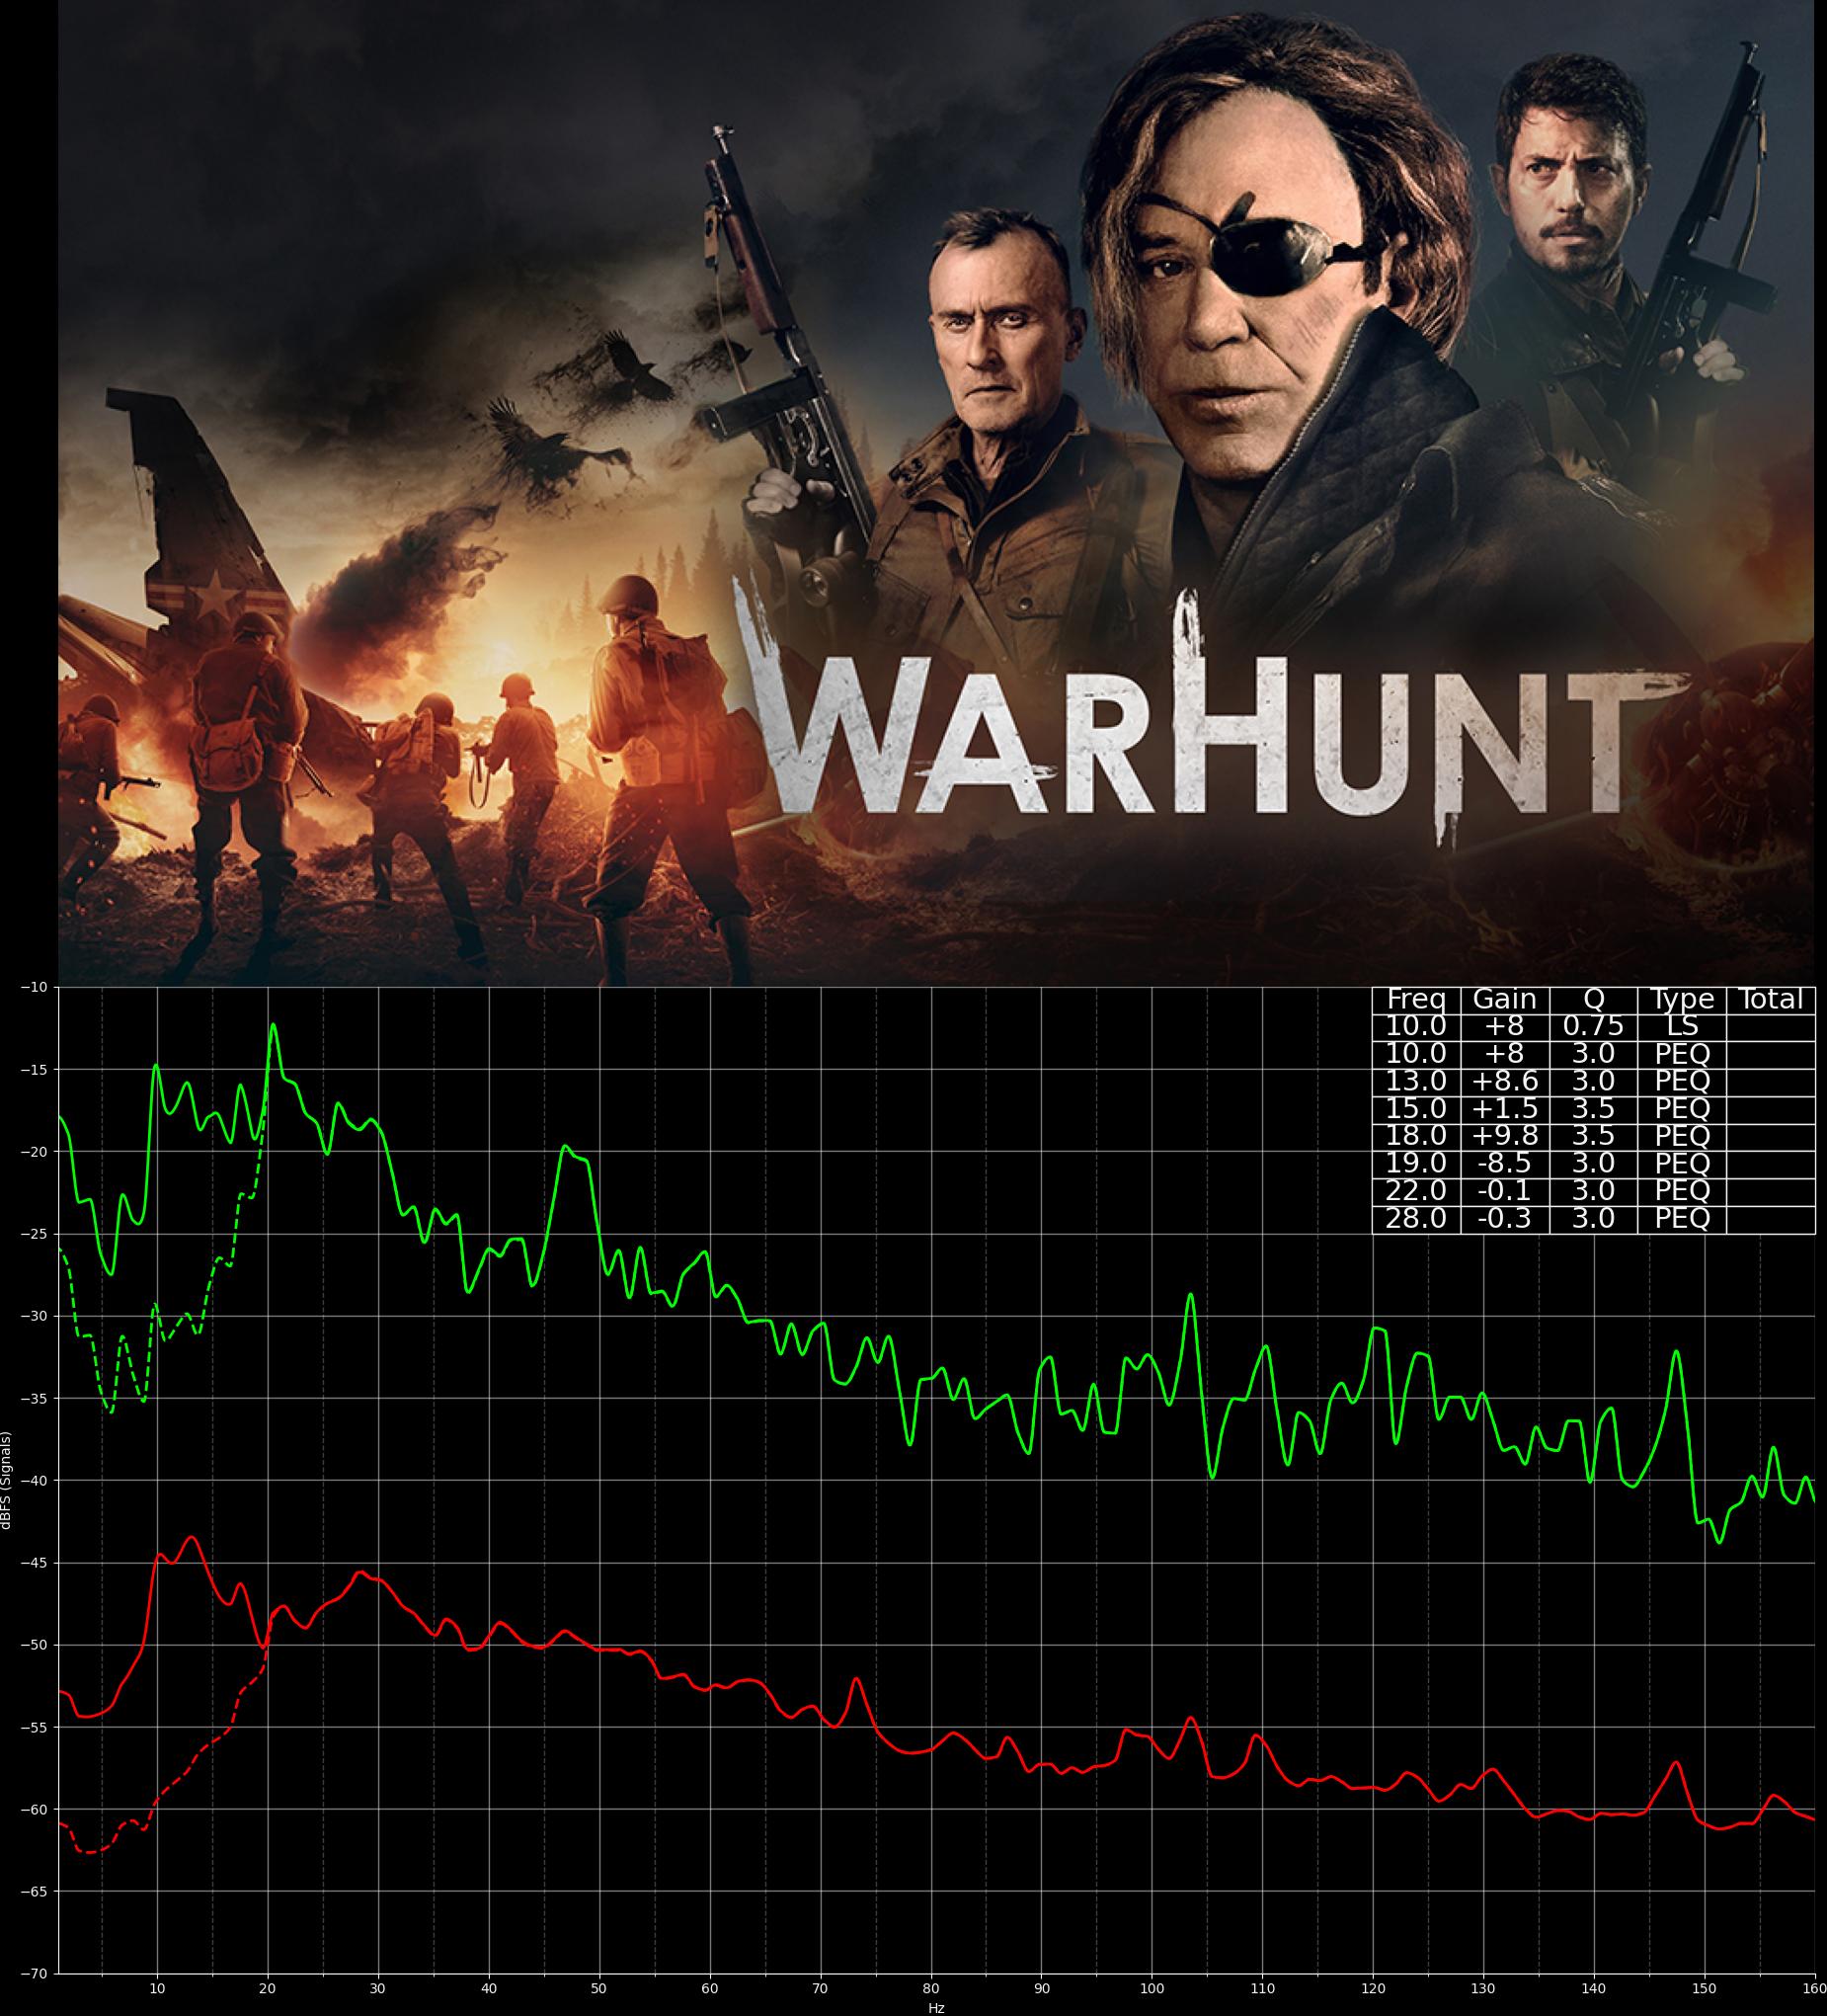 WARHUNT
Freq Gain Q Type Total
10.0 +8 0.75 LS
10.0 +8 3.0 PEQ
13.0 +8.6 3.0 PEQ
15.0 +1.5 3.5 PEQ
18.0 +9.8 3.5 PEQ
19.0 -8.5 3.0 PEQ
22.0 -0.1 3.0 PEQ
28.0 -0.3 3.0 PEQ
−10
−15
−20
−25
−30
−35
−40
−45
−50
−55
−60
−65
−70
dBFS (Signals)
10 20 30 40 50 60 70 80 90 100 110 120 130 140 150 160
Hz